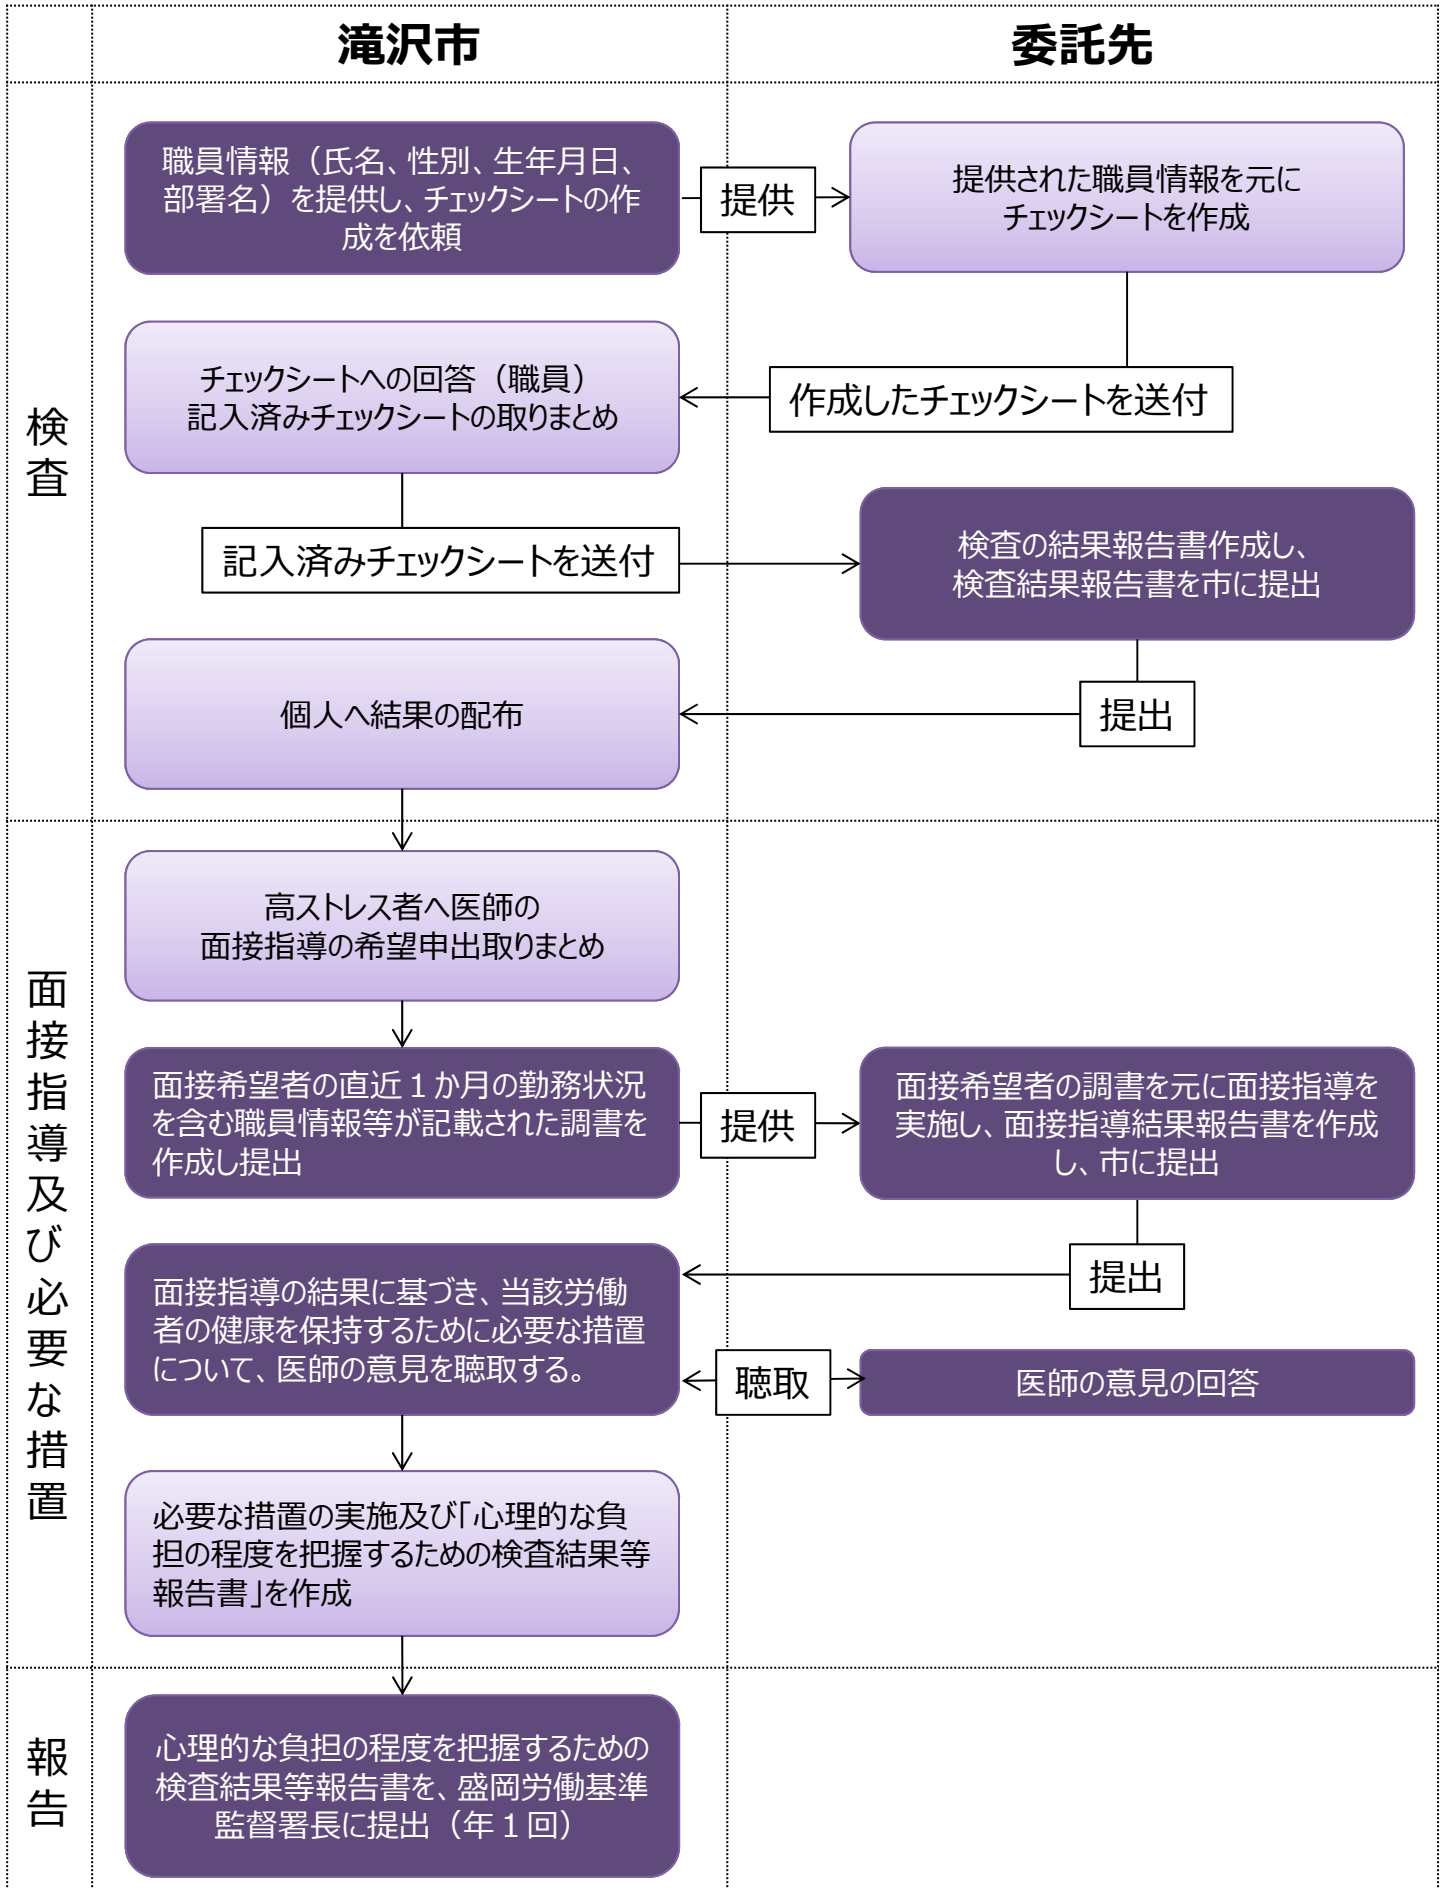 滝沢市
委託先
検査
職員情報（氏名、性別、生年月日、
部署名）を提供し、チェックシートの作
成を依頼
提供
提供された職員情報を元に
チェックシートを作成
作成したチェックシートを送付
チェックシートへの回答（職員）
記入済みチェックシートの取りまとめ
記入済みチェックシートを送付
検査の結果報告書作成し、
検査結果報告書を市に提出
提出
個人へ結果の配布
面接指導及び必要な措置
高ストレス者へ医師の
面接指導の希望申出取りまとめ
面接希望者の直近１か月の勤務状況
を含む職員情報等が記載された調書を
作成し提出
提供
面接希望者の調書を元に面接指導を
実施し、面接指導結果報告書を作成
し、市に提出
提出
面接指導の結果に基づき、当該労働
者の健康を保持するために必要な措置
について、医師の意見を聴取する。
聴取
医師の意見の回答
必要な措置の実施及び「心理的な負
担の程度を把握するための検査結果等
報告書」を作成
報告
心理的な負担の程度を把握するための
検査結果等報告書を、盛岡労働基準
監督署長に提出（年１回）